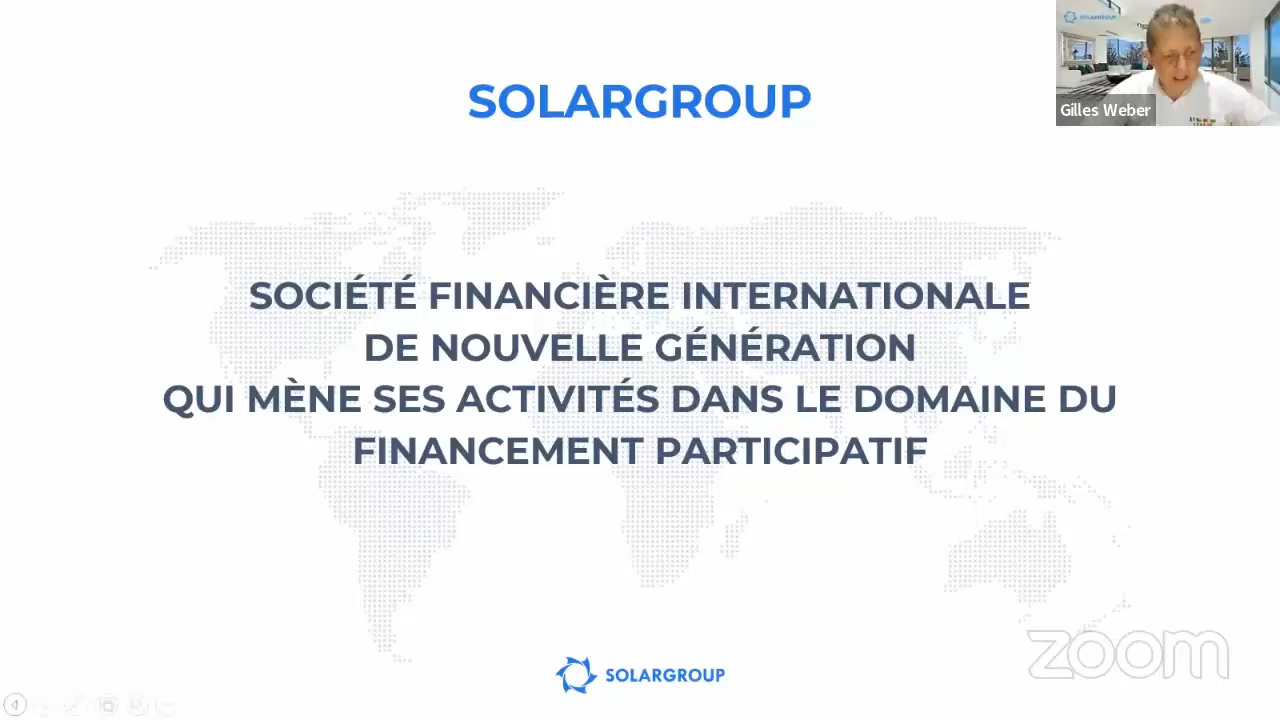 SOLARGROUP
SOLARGROUP
Gilles Weber
SOCIÉTÉ FINANCIÈRE INTERNATIONALE
DE NOUVELLE GÉNÉRATION
QUI MÈNE SES ACTIVITÉS DANS LE DOMAINE DU
FINANCEMENT PARTICIPATIF
zoom
SOLARGROUP